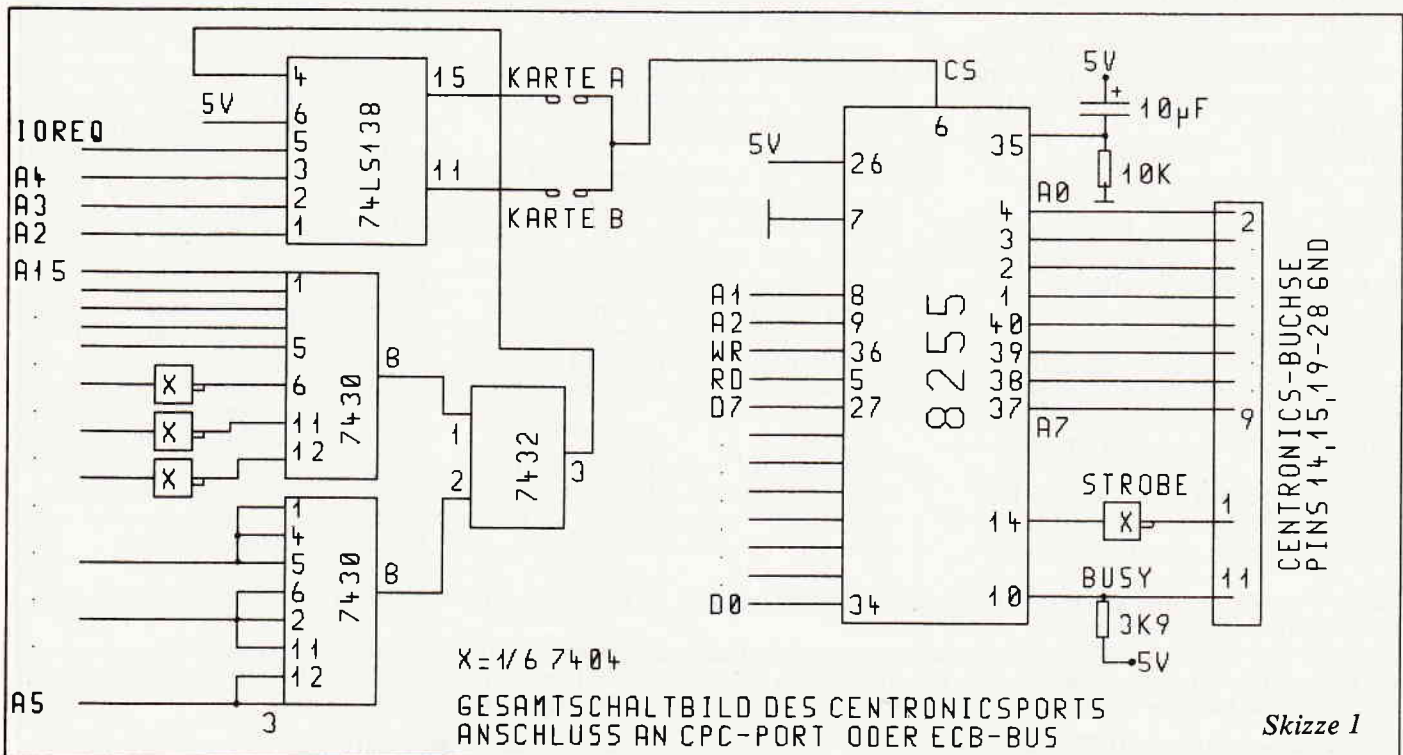 IOREQ
A4
A3
A2
A15
A5
5V
4
6
5
3
2
1
74LS138
15
11
KARTE A
KARTE B
1
5
6
11
12
7430
8
1
4
5
6
2
11
12
3
7430
8
1
2
7432
3
X
X
X
X=1/6 7404
CS
5V
A1
A2
WR
RD
D7
D0
6
26
7
8
9
36
5
27
34
8255
35
4
3
2
1
40
39
38
37
14
10
A0
A7
5V
+
10µF
10K
STROBE
X
BUSY
3K9
5V
2
9
1
11
CENTRONICS-BUCHSE
PINS 14,15,19-28 GND
GESAMTSCHALTBILD DES CENTRONICSPORTS
ANSCHLUSS AN CPC-PORT ODER ECB-BUS
Skizze 1